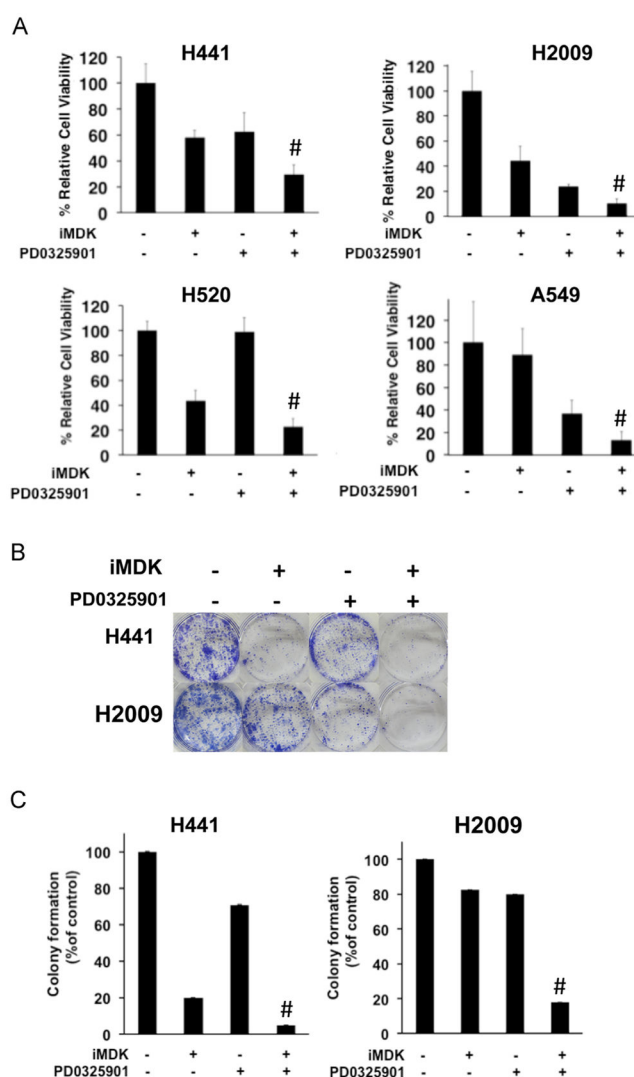 A
H441
% Relative Cell Viability
120
100
80
60
40
20
0
#
iMDK - + - +
PD0325901 - - + +
H2009
% Relative Cell Viability
120
100
80
60
40
20
0
#
iMDK - + - +
PD0325901 - - + +
H520
% Relative Cell Viability
120
100
80
60
40
20
0
#
iMDK - + - +
PD0325901 - - + +
A549
% Relative Cell Viability
120
100
80
60
40
20
0
#
iMDK - + - +
PD0325901 - - + +
B
iMDK - + - +
PD0325901 - - + +
H441
H2009
C
H441
Colony formation
(%of control)
100
80
60
40
20
0
#
iMDK - + - +
PD0325901 - - + +
H2009
Colony formation
(%of control)
100
80
60
40
20
0
#
iMDK - + - +
PD0325901 - - + +